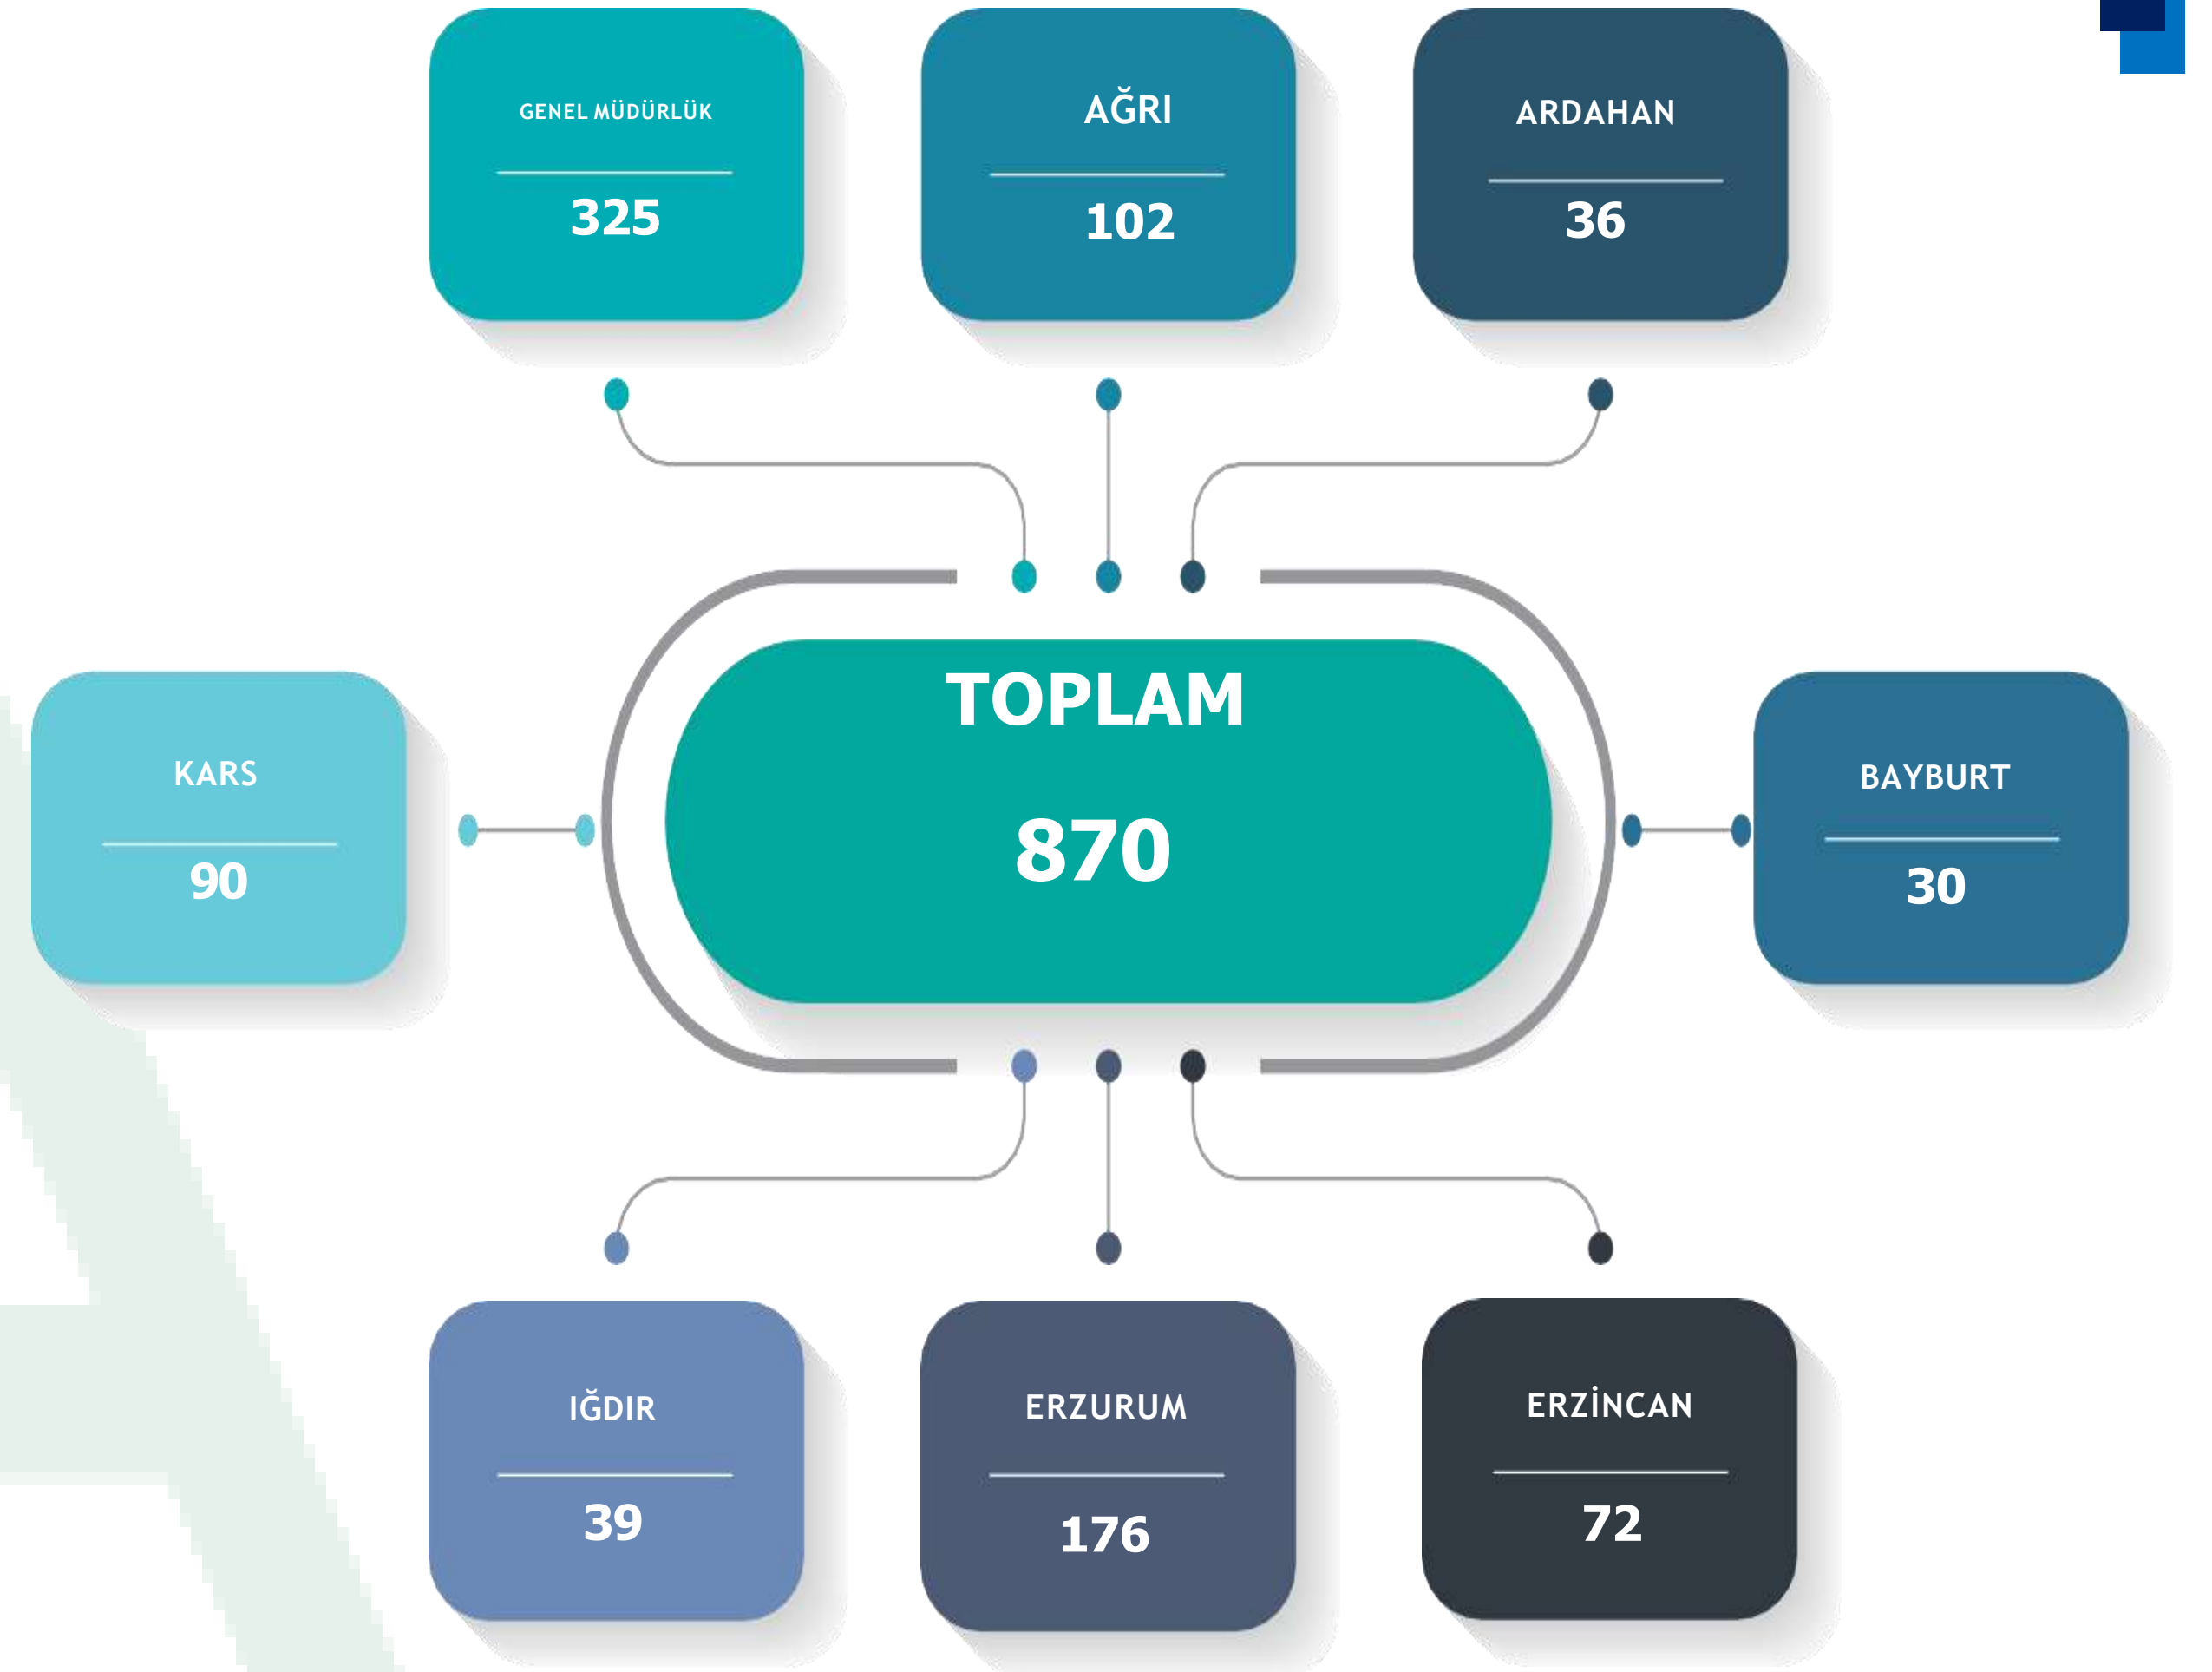 GENEL MÜDÜRLÜK
325
AĞRI
102
ARDAHAN
36
KARS
90
TOPLAM
870
BAYBURT
30
IĞDIR
39
ERZURUM
176
ERZİNCAN
72